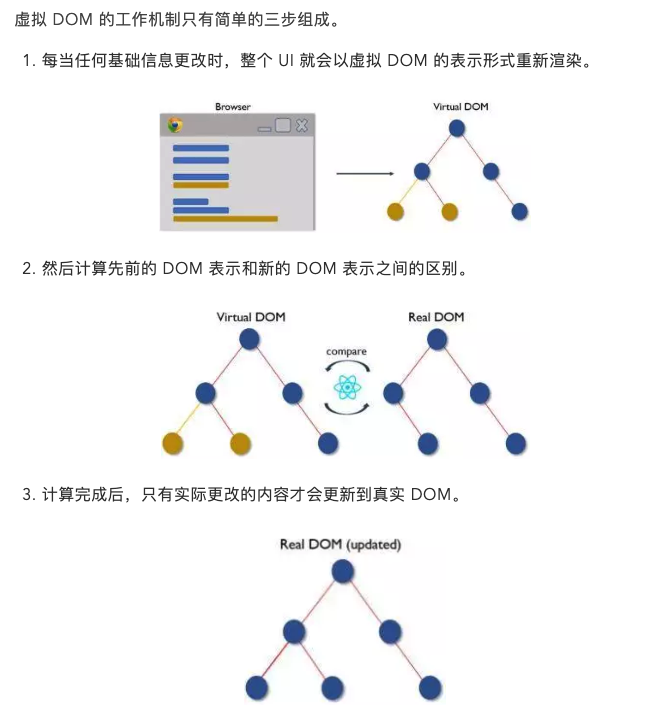 虚拟 DOM 的工作机制只有简单的三步组成。
1. 每当任何基础信息更改时，整个 UI 就会以虚拟 DOM 的表示形式重新渲染。
Browser
Virtual DOM
2. 然后计算先前的 DOM 表示和新的 DOM 表示之间的区别。
Virtual DOM
Real DOM
compare
3. 计算完成后，只有实际更改的内容才会更新到真实 DOM。
Real DOM (updated)